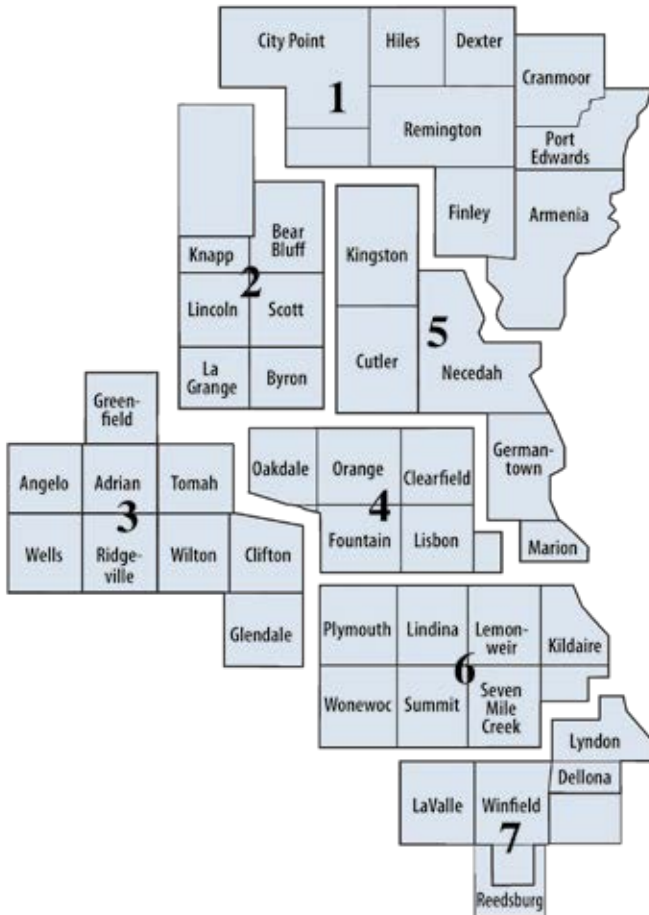 City Point
Hiles
Dexter
Cranmoor
1
Remington
Port
Edwards
Finley
Armenia
Bear
Bluff
Knapp
2
Lincoln
Scott
La
Grange
Byron
Kingston
5
Cutler
Necedah
German-
town
Marion
Green-
field
Angelo
Adrian
Tomah
3
Wells
Ridge-
ville
Wilton
Clifton
Glendale
Oakdale
Orange
Clearfield
4
Fountain
Lisbon
Plymouth
Lindina
Lemon-
weir
Kildaire
6
Wonewoc
Summit
Seven
Mile
Creek
Lyndon
Dellona
LaValle
Winfield
7
Reedsburg